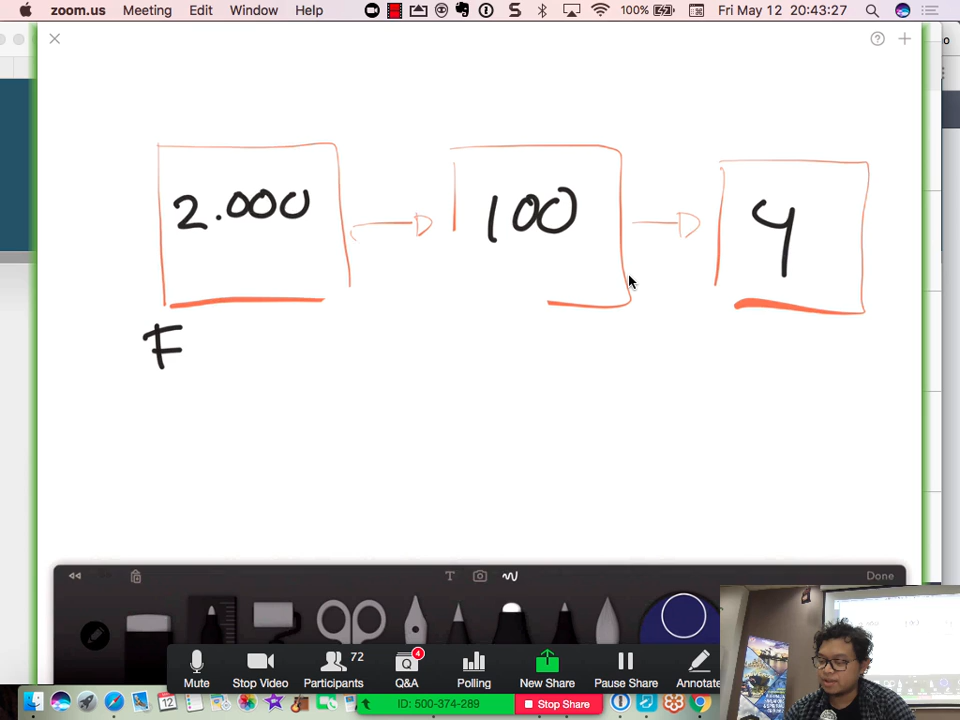 zoom.us Meeting Edit Window Help 100% Fri May 12 20:43:27
2.000 100 4
F
T Done
4
72
Mute Stop Video Participants Q&A Polling New Share Pause Share Annotate
12
ID: 500-374-289 Stop Share